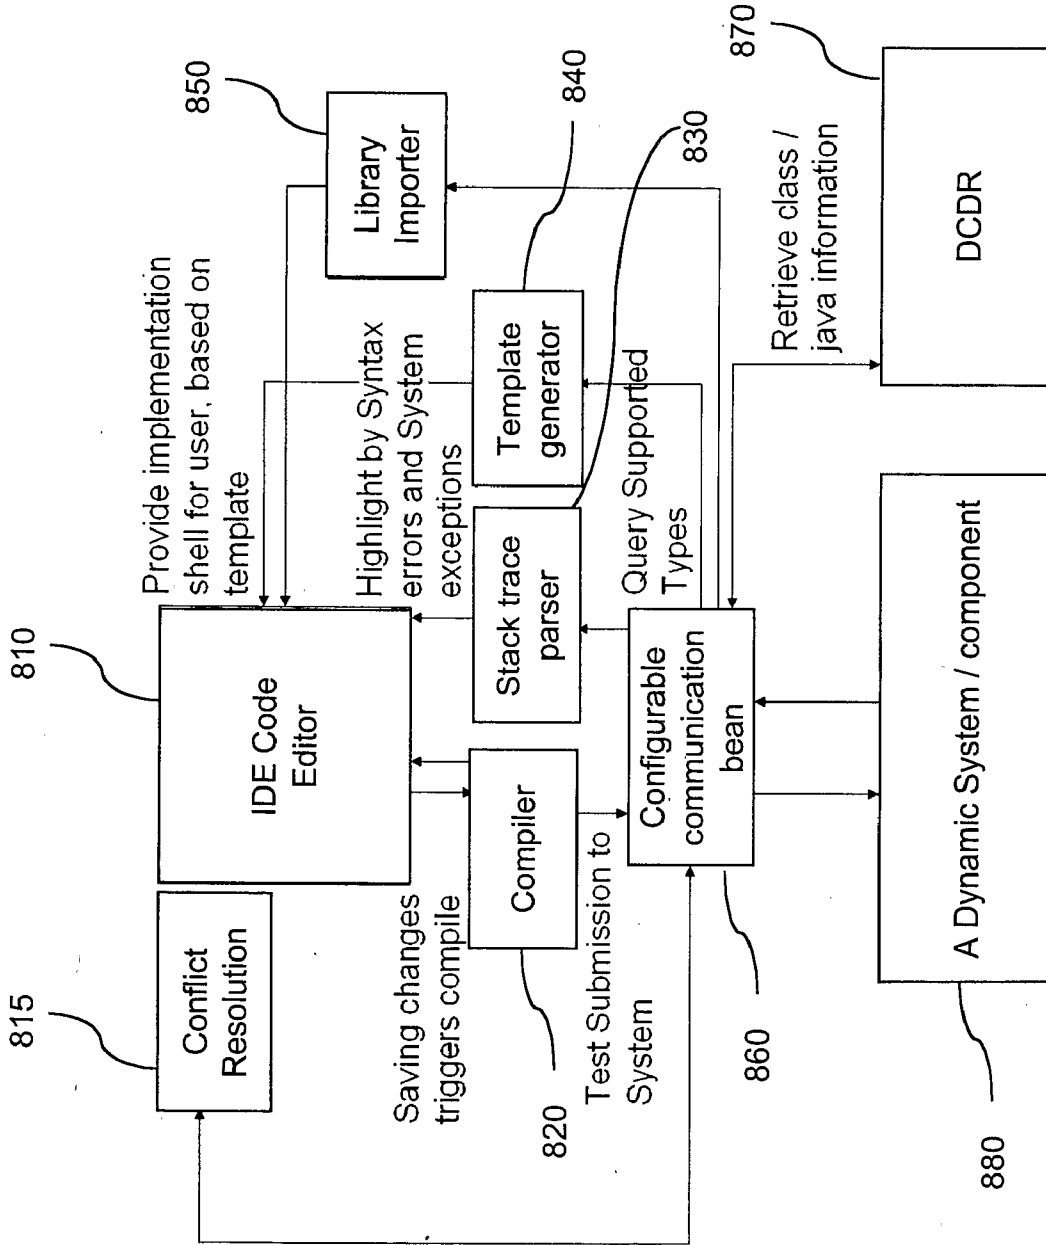 815
Conflict
Resolution
810
IDE Code
Editor
Provide implementation
shell for user, based on
template
850
Library
Importer
Saving changes
triggers compile
Highlight by Syntax
errors and System
exceptions
820
Compiler
Stack trace
parser
Template
generator
840
830
Test Submission to
System
Configurable
communication
bean
Query Supported
Types
860
Retrieve class /
java information
870
880
A Dynamic System / component
DCDR